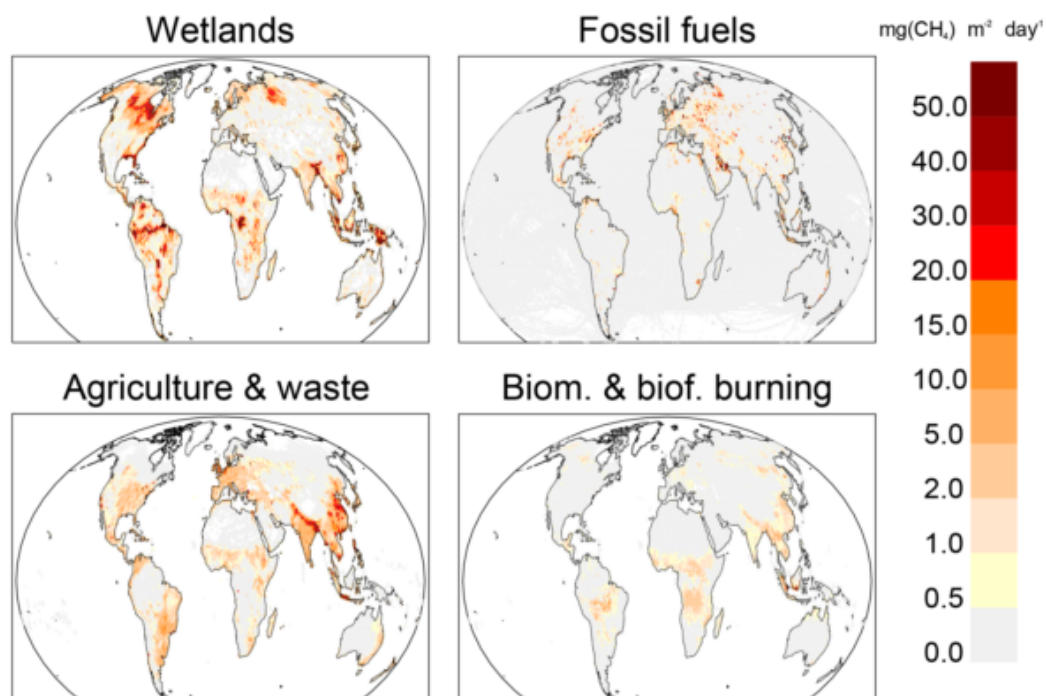 Wetlands
Fossil fuels
mg(CH₄) m⁻² day⁻¹
50.0
40.0
30.0
20.0
15.0
10.0
5.0
2.0
1.0
0.5
0.0
Agriculture & waste
Biom. & biof. burning